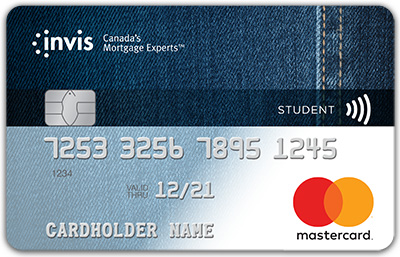 invis Canada's
Mortgage Experts™
STUDENT
7253 3256 7895 1245
1234
VALID
THRU 12/21
CARDHOLDER NAME
mastercard.